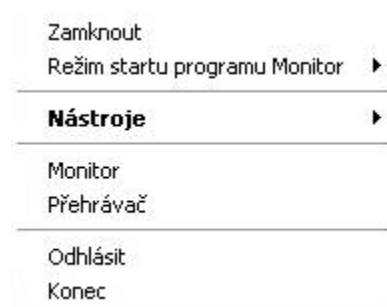 Zamknout
Režim startu programu Monitor
Nástroje
Monitor
Přehrávač
Odhlásit
Konec